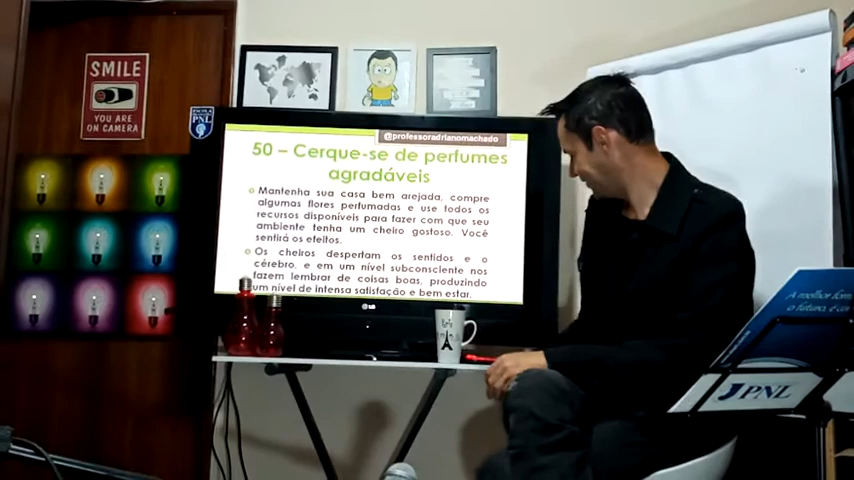 SMILE
YOU ARE
ON CAMERA
ESCOLA
PNL
@professoradrianomachado
50 – Cerque-se de perfumes
agradáveis
Mantenha sua casa bem arejada, compre
algumas flores perfumadas e use todos os
recursos disponíveis para fazer com que seu
ambiente tenha um cheiro gostoso. Você
sentirá os efeitos.
Os cheiros despertam os sentidos e o
cérebro, e em um nível subconsciente nos
fazem lembrar de coisas boas, produzindo
um nível de intensa satisfação e bem estar.
LG
A melhor
o futuro, é
PNL